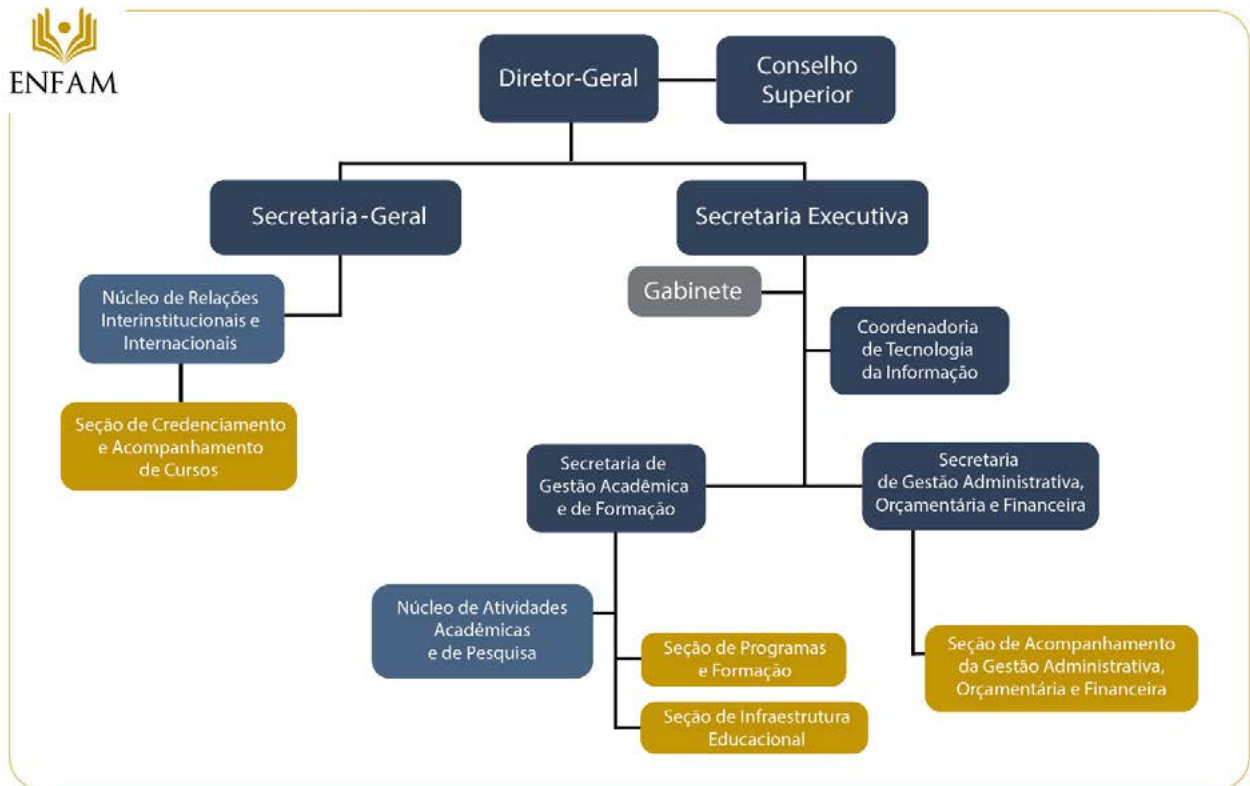 ENFAM
Diretor-Geral
Conselho
Superior
Secretaria-Geral
Secretaria Executiva
Gabinete
Núcleo de Relações
Interinstitucionais e
Internacionais
Coordenadoria
de Tecnologia
da Informação
Seção de Credenciamento
e Acompanhamento
de Cursos
Secretaria de
Gestão Acadêmica
e de Formação
Secretaria
de Gestão Administrativa,
Orçamentária e Financeira
Núcleo de Atividades
Acadêmicas
e de Pesquisa
Seção de Programas
e Formação
Seção de Acompanhamento
da Gestão Administrativa,
Orçamentária e Financeira
Seção de Infraestrutura
Educacional